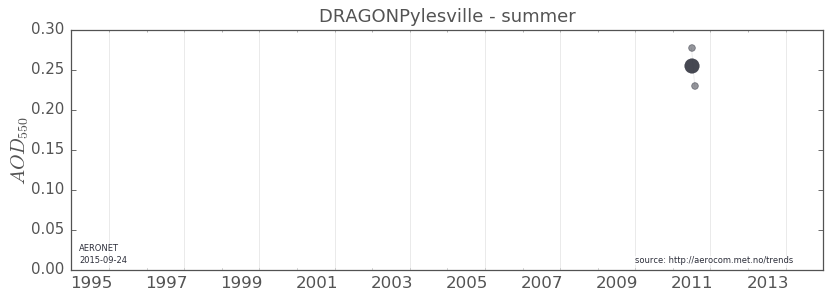 DRAGONPylesville - summer
0.30
0.25
0.20
0.15
0.10
0.05
0.00
AOD550
AERONET
2015-09-24
source: http://aerocom.met.no/trends
1995 1997 1999 2001 2003 2005 2007 2009 2011 2013